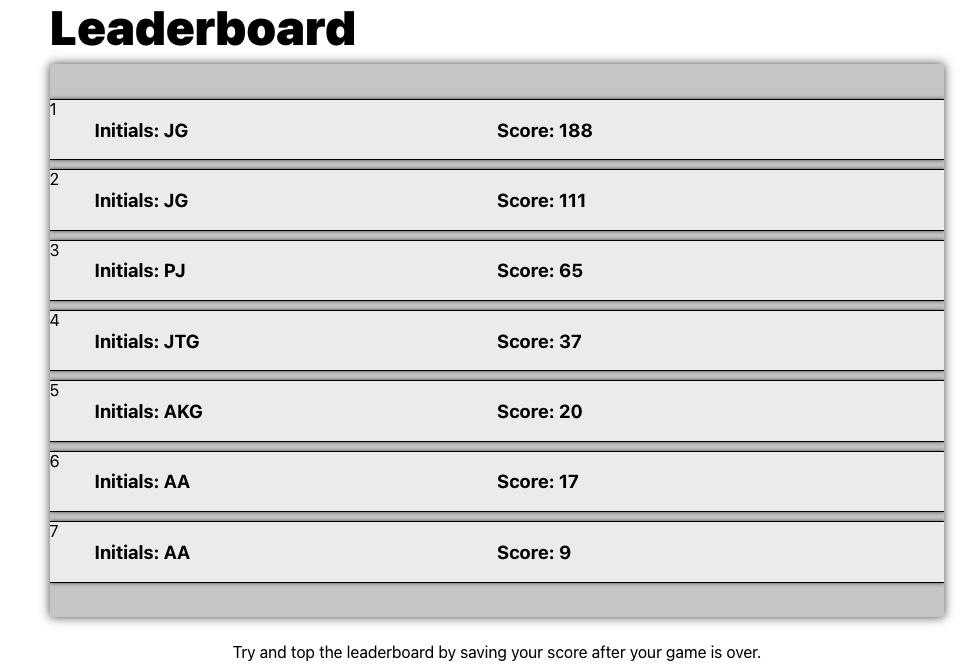 Leaderboard
1
Initials: JG Score: 188
2
Initials: JG Score: 111
3
Initials: PJ Score: 65
4
Initials: JTG Score: 37
5
Initials: AKG Score: 20
6
Initials: AA Score: 17
7
Initials: AA Score: 9
Try and top the leaderboard by saving your score after your game is over.